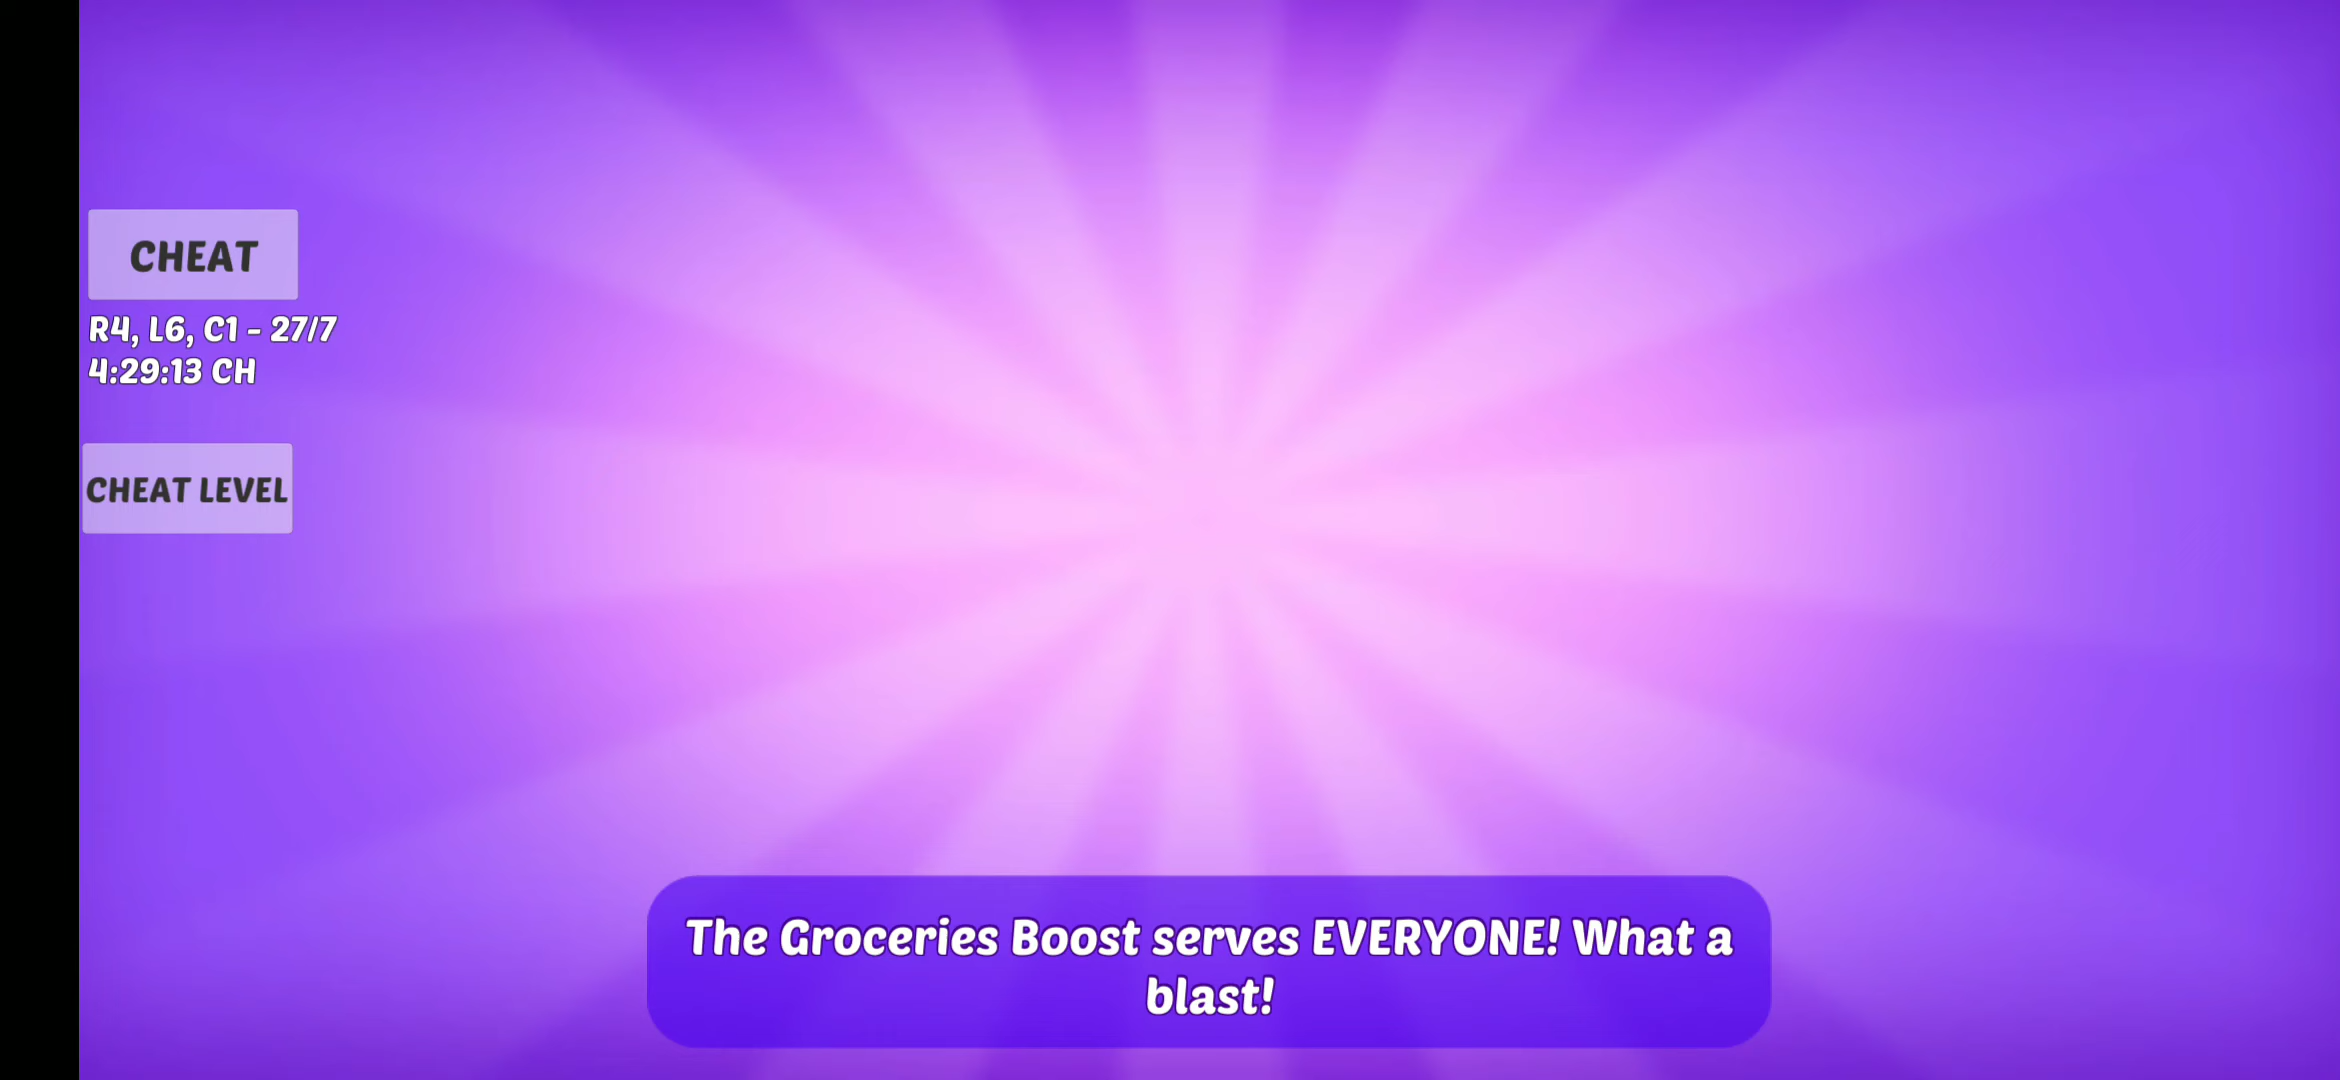 CHEAT
R4, L6, C1 - 27/7
4:29:13 CH
CHEAT LEVEL
The Groceries Boost serves EVERYONE! What a
blast!